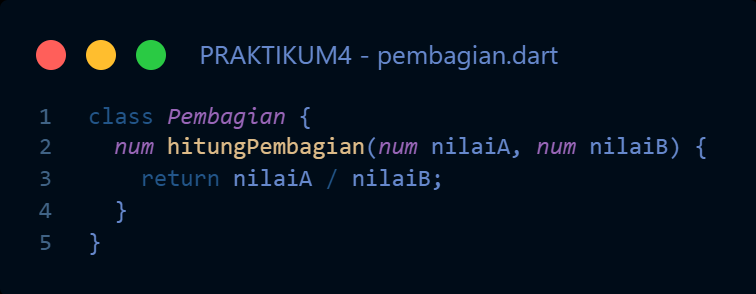 PRAKTIKUM4 - pembagian.dart
1 class Pembagian {
2   num hitungPembagian(num nilaiA, num nilaiB) {
3     return nilaiA / nilaiB;
4   }
5 }